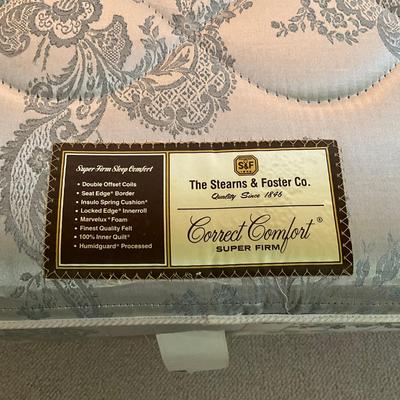 Super Firm Sleep Comfort
• Double Offset Coils
• Seat Edge® Border
• Insulo Spring Cushion®
• Locked Edge® Innerroll
• Marvelux® Foam
• Finest Quality Felt
• 100% Inner Quilt®
• Humidguard® Processed
S&F
The Stearns & Foster Co.
Quality Since 1846
Correct Comfort®
SUPER FIRM